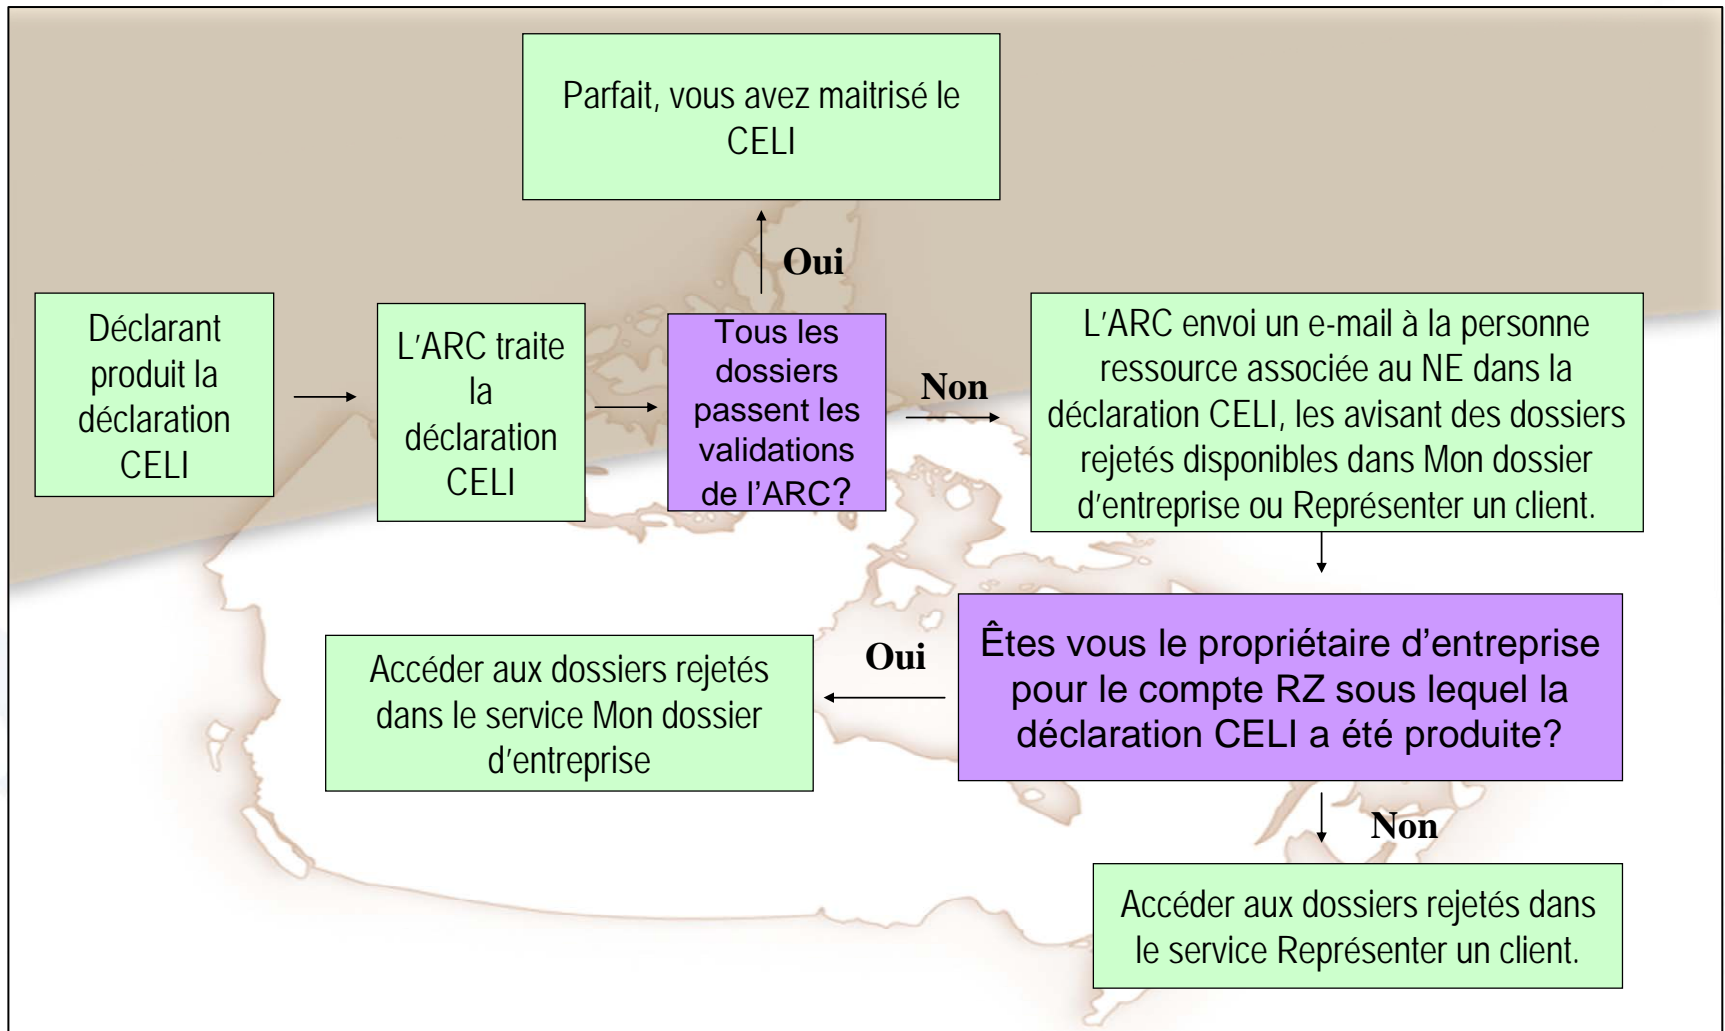 Parfait, vous avez maitrisé le
CELI
Oui
Déclarant
produit la
déclaration
CELI
L'ARC traite
la
déclaration
CELI
Tous les
dossiers
passent les
validations
de l'ARC?
Non
L'ARC envoi un e-mail à la personne
ressource associée au NE dans la
déclaration CELI, les avisant des dossiers
rejetés disponibles dans Mon dossier
d'entreprise ou Représenter un client.
Êtes vous le propriétaire d'entreprise
pour le compte RZ sous lequel la
déclaration CELI a été produite?
Oui
Accéder aux dossiers rejetés
dans le service Mon dossier
d'entreprise
Non
Accéder aux dossiers rejetés dans
le service Représenter un client.